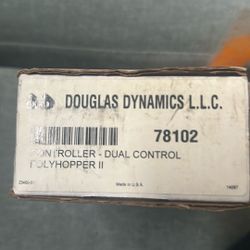 DOUGLAS DYNAMICS L.L.C.
78102
CONTROLLER - DUAL CONTROL
POLYHOPPER II
Made in U.S.A.